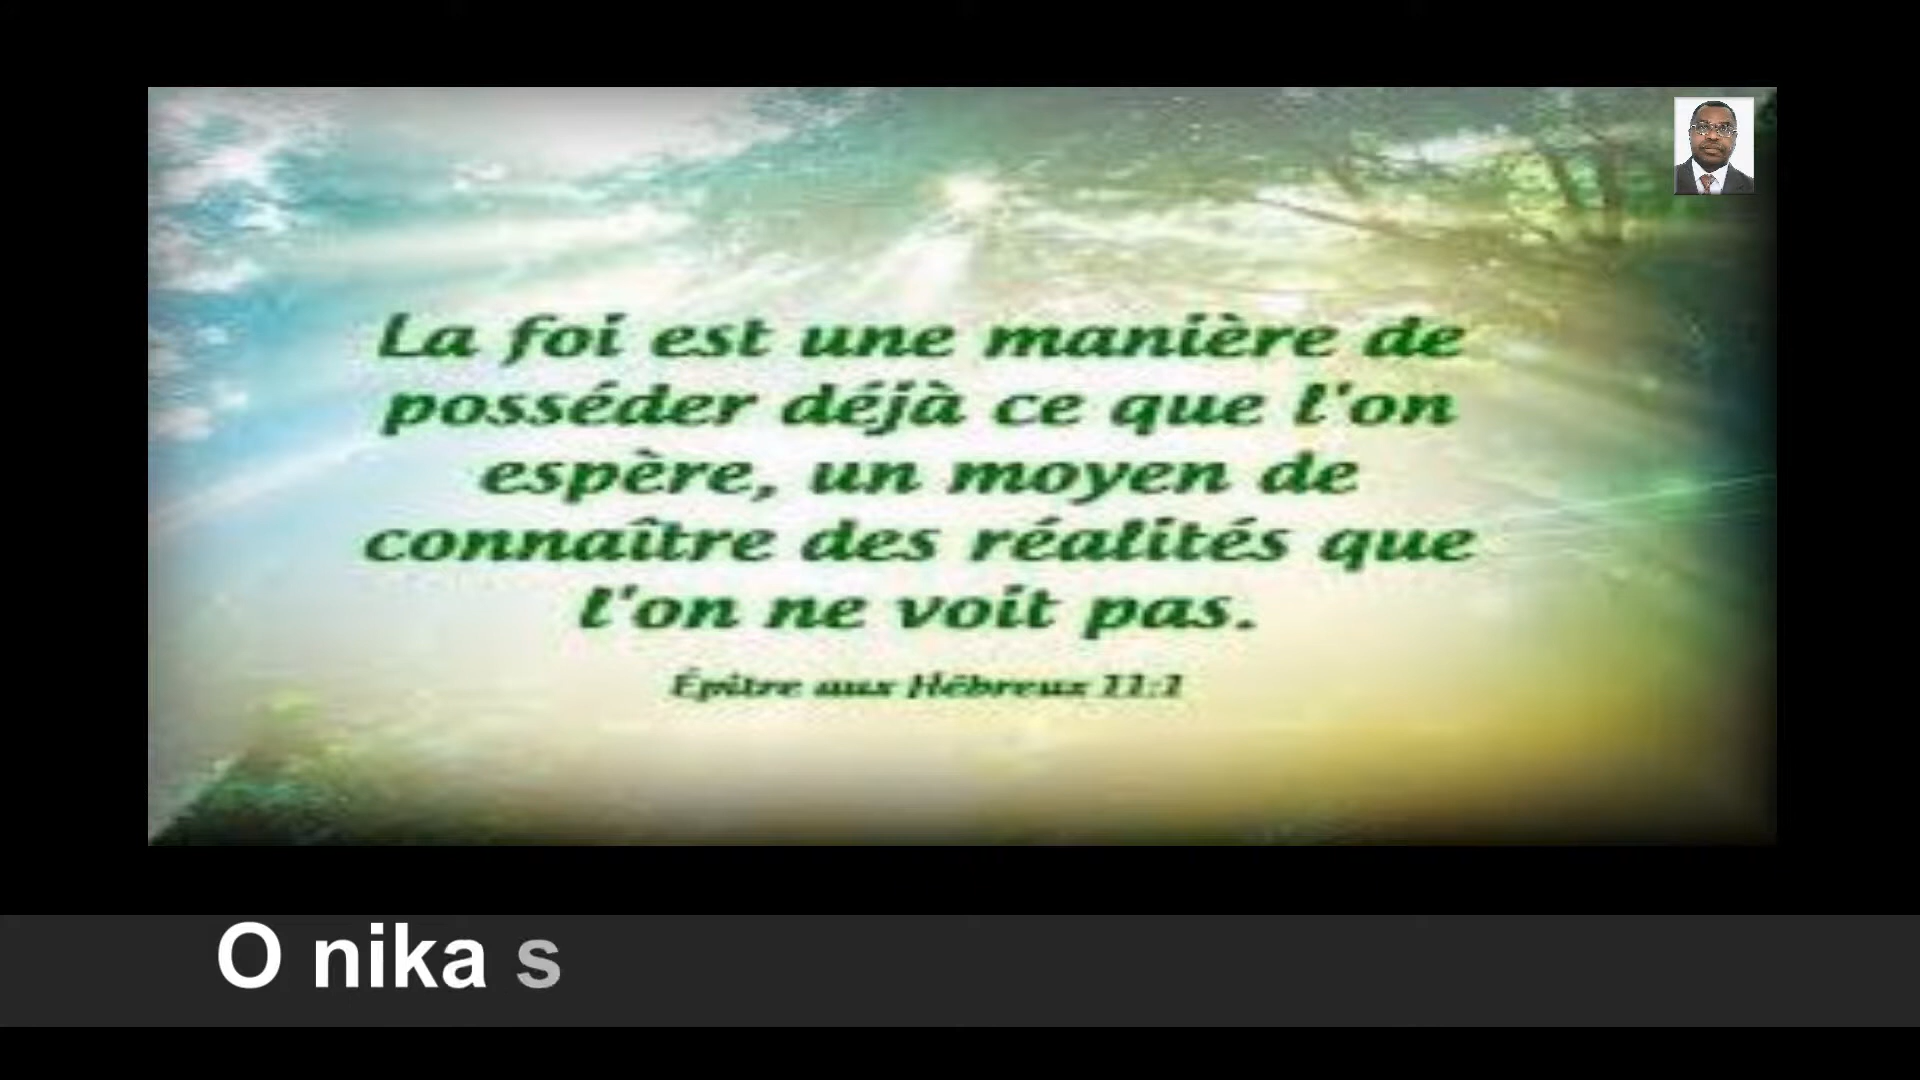 La foi est une manière de
posséder déjà ce que l'on
espère, un moyen de
connaître des réalités que
l'on ne voit pas.
Épitre aux Hébreux 11:1
O nika s